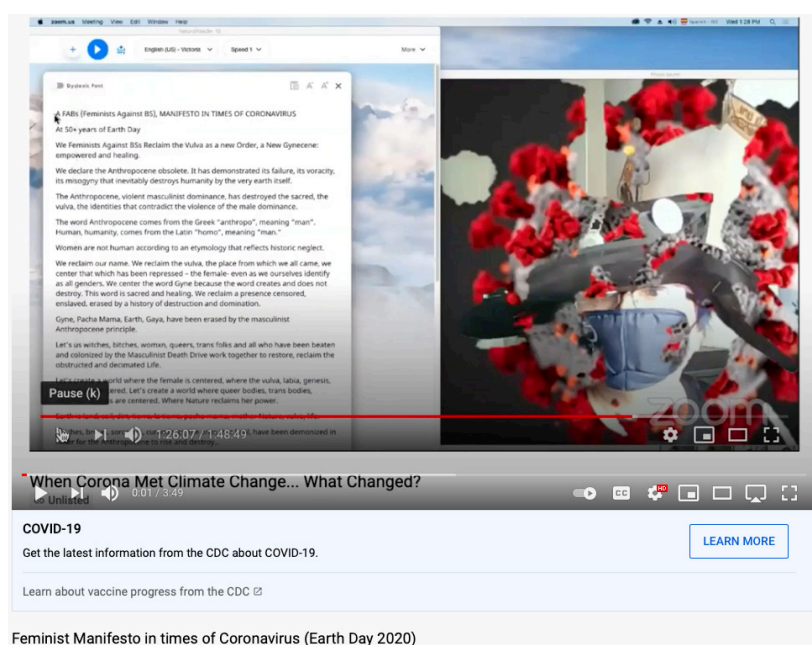 zoom.us Meeting View Edit Window Help
Wed 1:28 PM
NaturalReader
English (US) - Victoria Speed 1 More
Dyslexic Font
A FABs (Feminists Against BS), MANIFESTO IN TIMES OF CORONAVIRUS
At 50+ years of Earth Day
We Feminists Against BSs Reclaim the Vulva as a new Order, a New Gynecene:
empowered and healing.
We declare the Anthropocene obsolete. It has demonstrated its failure, its voracity,
its misogyny that inevitably destroys humanity by the very earth itself.
The Anthropocene, violent masculinist dominance, has destroyed the sacred, the
vulva, the identities that contradict the violence of the male dominance.
The word Anthropocene comes from the Greek "anthropo", meaning "man".
Human, humanity, comes from the Latin "homo", meaning "man."
Women are not human according to an etymology that reflects historic neglect.
We reclaim our name. We reclaim the vulva, the place from which we all came, we
center that which has been repressed – the female- even as we ourselves identify
as all genders. We center the word Gyne because the word creates and does not
destroy. This word is sacred and healing. We reclaim a presence censored,
enslaved, erased by a history of destruction and domination.
Gyne, Pacha Mama, Earth, Gaya, have been erased by the masculinist
Anthropocene principle.
Let's us witches, bitches, womxn, queers, trans folks and all who have been beaten
and colonized by the Masculinist Death Drive work together to restore, reclaim the
obstructed and decimated Life.
Let's create a world where the female is centered, where the vulva, labia, genesis,
Let's create a world where queer bodies, trans bodies,
are centered. Where Nature reclaims her power.
Pause (k)
have been demonized in
for the Anthropocene to rise and destroy...
zoom
1:26:07 / 1:48:49
When Corona Met Climate Change... What Changed?
Unlisted
0:01 / 3:49
CC HD
COVID-19
Get the latest information from the CDC about COVID-19.
LEARN MORE
Learn about vaccine progress from the CDC
Feminist Manifesto in times of Coronavirus (Earth Day 2020)